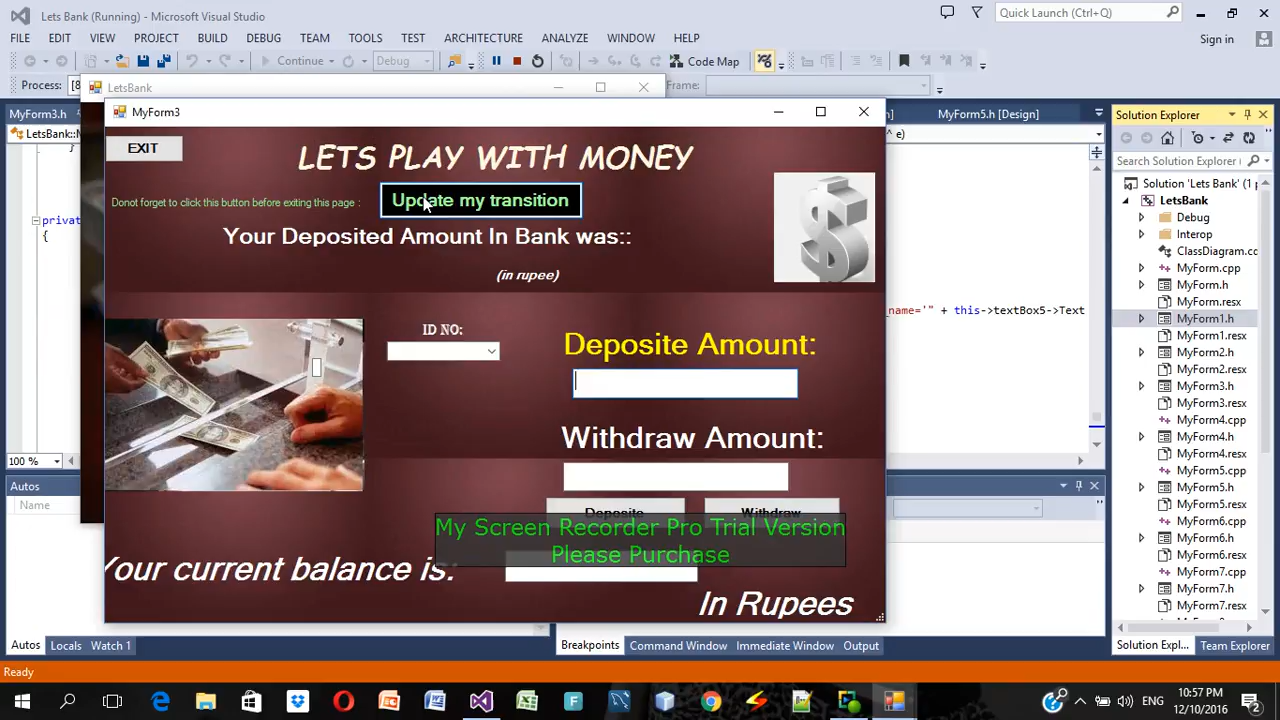 Lets Bank (Running) - Microsoft Visual Studio
Quick Launch (Ctrl+Q)
FILE EDIT VIEW PROJECT BUILD DEBUG TEAM TOOLS TEST ARCHITECTURE ANALYZE WINDOW HELP
Sign in
Continue Debug Code Map
Process: [8 Frame:
LetsBank
MyForm3.h
MyForm3
MyForm5.h [Design]
Solution Explorer
LetsBank::M
e)
EXIT
LETS PLAY WITH MONEY
Donot forget to click this button before exiting this page :
Update my transition
Your Deposited Amount In Bank was::
(in rupee)
ID NO:
Deposite Amount:
Withdraw Amount:
Deposite
Withdraw
My Screen Recorder Pro Trial Version
Please Purchase
Your current balance is:
In Rupees
privat
{
}
_name='" + this->textBox5->Text
100 %
Autos
Name
Search Solution Explorer
Solution 'Lets Bank' (1 p
LetsBank
Debug
Interop
ClassDiagram.cd
MyForm.cpp
MyForm.h
MyForm.resx
MyForm1.h
MyForm1.resx
MyForm2.h
MyForm2.resx
MyForm3.h
MyForm3.resx
MyForm4.cpp
MyForm4.h
MyForm4.resx
MyForm5.cpp
MyForm5.h
MyForm5.resx
MyForm6.cpp
MyForm6.h
MyForm6.resx
MyForm7.cpp
MyForm7.h
MyForm7.resx
Autos Locals Watch 1
Breakpoints Command Window Immediate Window Output
Solution Expl... Team Explorer
Ready
ENG
10:57 PM
12/10/2016
2